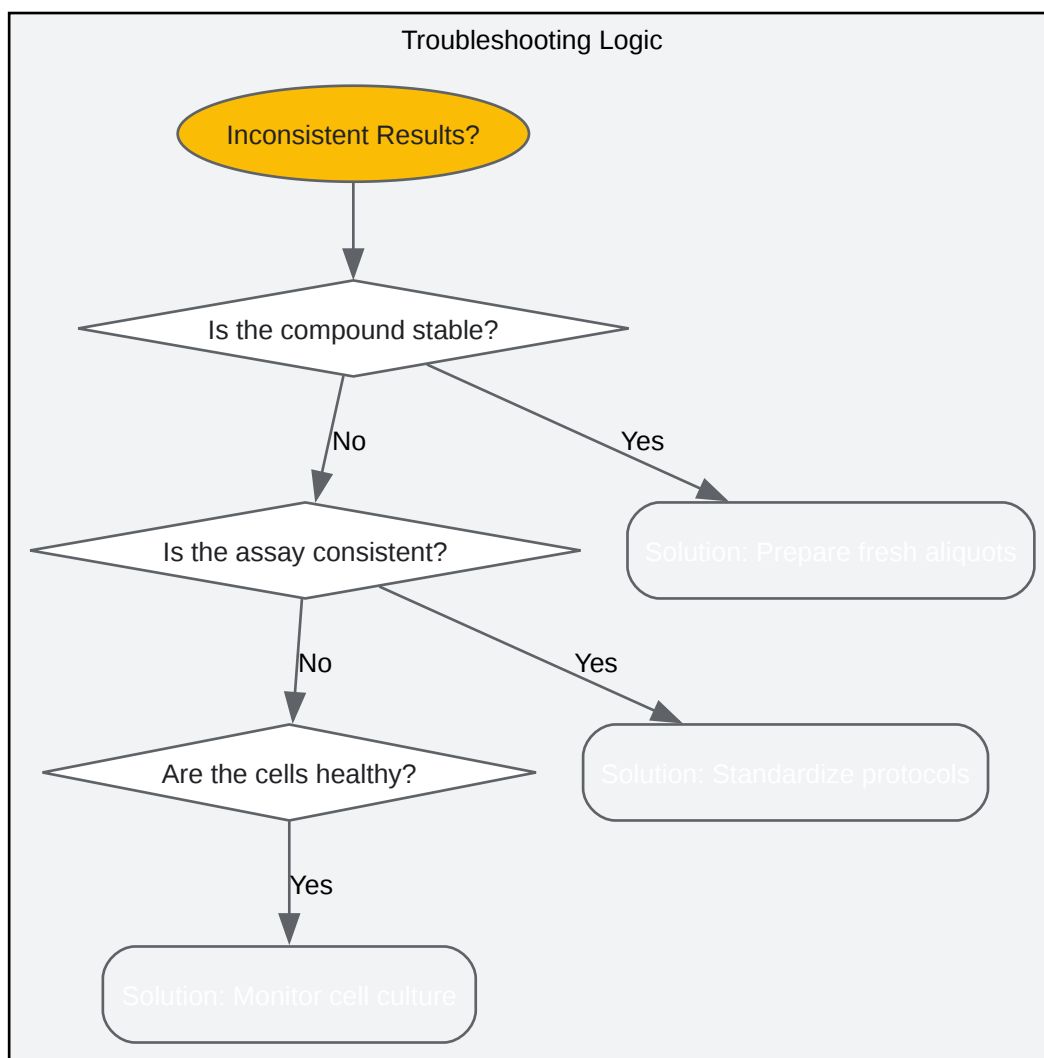 Troubleshooting Logic
Inconsistent Results?
Is the compound stable?
No
Yes
Is the assay consistent?
Solution: Prepare fresh aliquots
No
Yes
Are the cells healthy?
Solution: Standardize protocols
Yes
Solution: Monitor cell culture